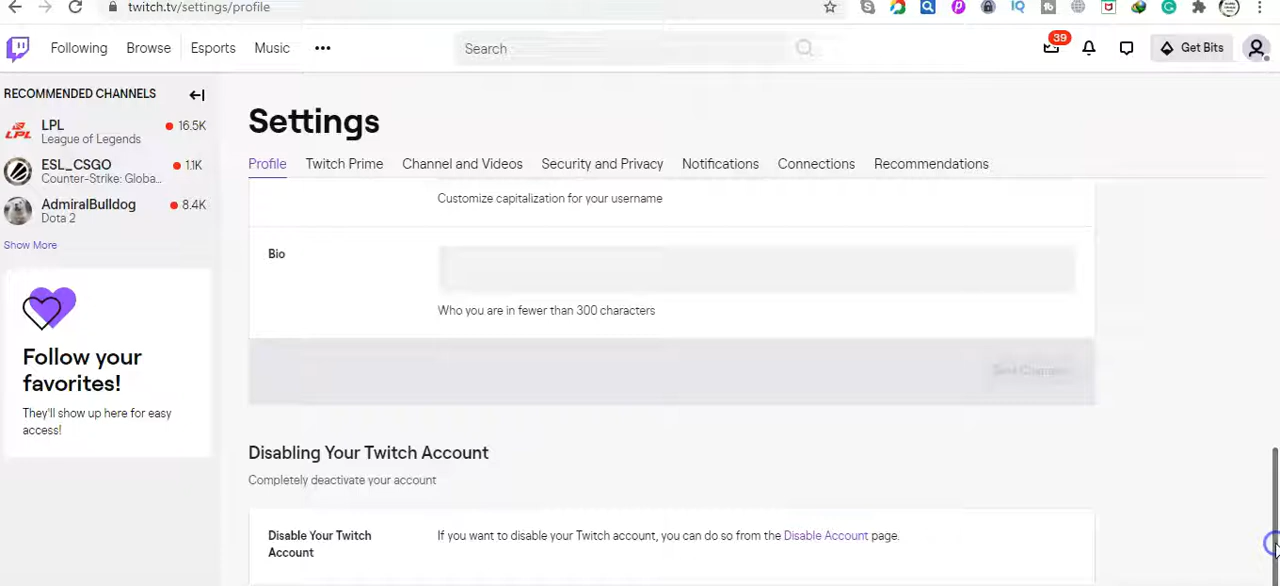 twitch.tv/settings/profile
Following Browse Esports Music ••• Search 39 Get Bits
RECOMMENDED CHANNELS
LPL 16.5K
League of Legends
ESL_CSGO 1.1K
Counter-Strike: Globa...
AdmiralBulldog 8.4K
Dota 2
Show More
Follow your
favorites!
They'll show up here for easy
access!
Settings
Profile Twitch Prime Channel and Videos Security and Privacy Notifications Connections Recommendations
Customize capitalization for your username
Bio
Who you are in fewer than 300 characters
Save Changes
Disabling Your Twitch Account
Completely deactivate your account
Disable Your Twitch
Account
If you want to disable your Twitch account, you can do so from the Disable Account page.